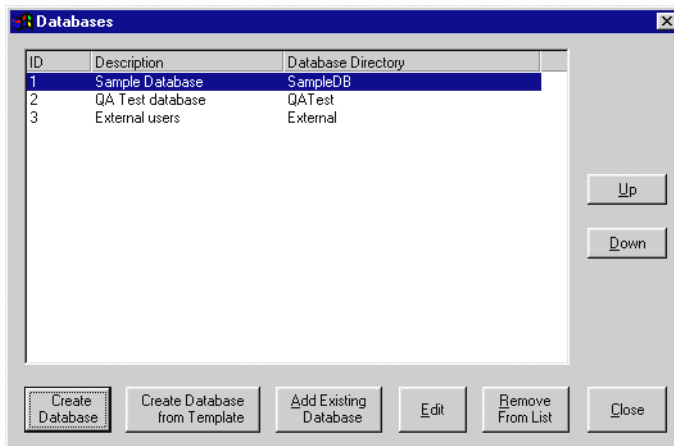 Databases
ID Description Database Directory
1 Sample Database SampleDB
2 QA Test database QATest
3 External users External
Up
Down
Create
Database
Create Database
from Template
Add Existing
Database
Edit
Remove
From List
Close